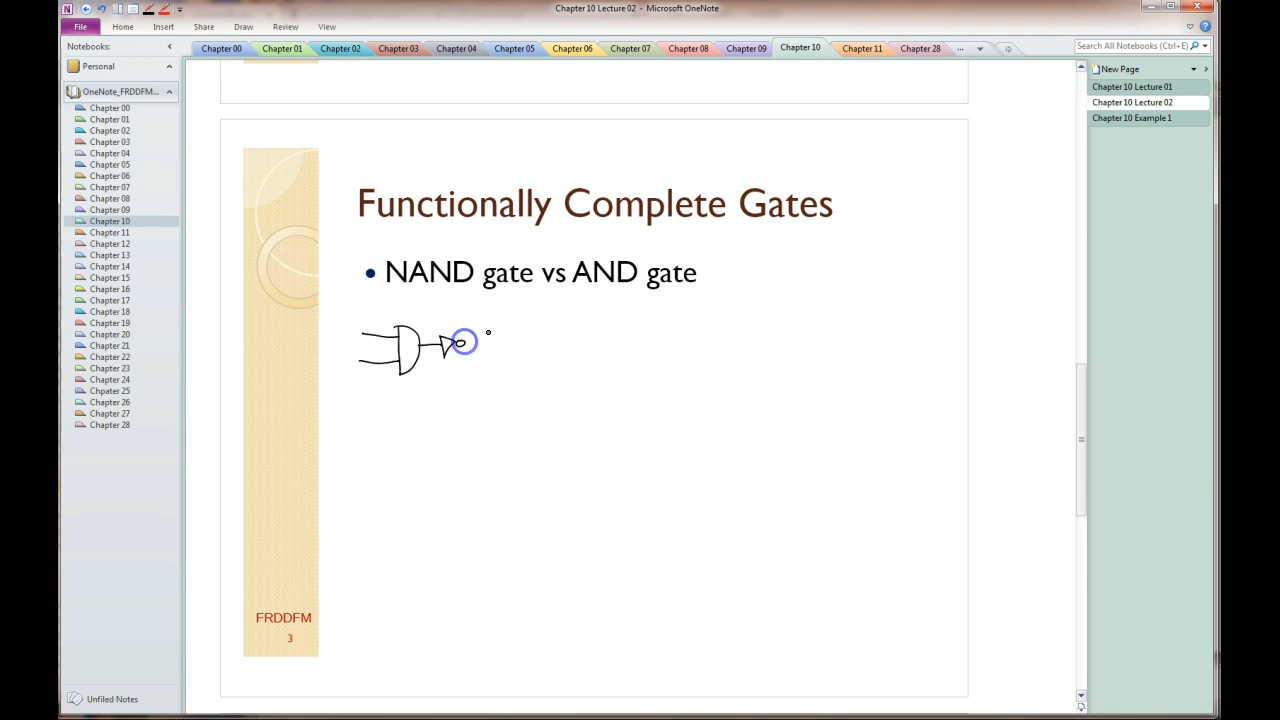 Chapter 10 Lecture 02 - Microsoft OneNote
File Home Insert Share Draw Review View
Notebooks:
Chapter 00 Chapter 01 Chapter 02 Chapter 03 Chapter 04 Chapter 05 Chapter 06 Chapter 07 Chapter 08 Chapter 09 Chapter 10 Chapter 11 Chapter 28 ...
Search All Notebooks (Ctrl+E)
Personal
OneNote_FRDDFM...
Chapter 00
Chapter 01
Chapter 02
Chapter 03
Chapter 04
Chapter 05
Chapter 06
Chapter 07
Chapter 08
Chapter 09
Chapter 10
Chapter 11
Chapter 12
Chapter 13
Chapter 14
Chapter 15
Chapter 16
Chapter 17
Chapter 18
Chapter 19
Chapter 20
Chapter 21
Chapter 22
Chapter 23
Chapter 24
Chpater 25
Chapter 26
Chapter 27
Chapter 28
Unfiled Notes
Functionally Complete Gates
• NAND gate vs AND gate
FRDDFM
3
New Page
Chapter 10 Lecture 01
Chapter 10 Lecture 02
Chapter 10 Example 1